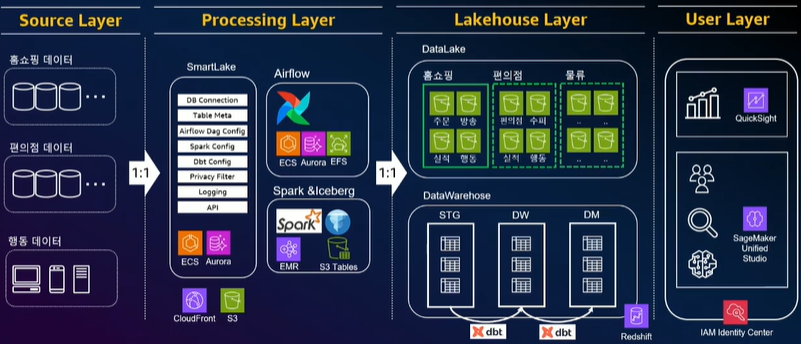 Source Layer
Processing Layer
Lakehouse Layer
User Layer
홈쇼핑 데이터
...
편의점 데이터
...
행동 데이터
1:1
SmartLake
DB Connection
Table Meta
Airflow Dag Config
Spark Config
Dbt Config
Privacy Filter
Logging
API
ECS Aurora
CloudFront S3
Airflow
ECS Aurora EFS
Spark &Iceberg
Spark
EMR S3 Tables
1:1
DataLake
홈쇼핑 편의점 물류
주문 방송 편의점 수피 .. ..
실적 행동 실적 행동 .. ..
DataWarehose
STG DW DM
dbt dbt
Redshift
QuickSight
SageMaker
Unified
Studio
IAM Identity Center